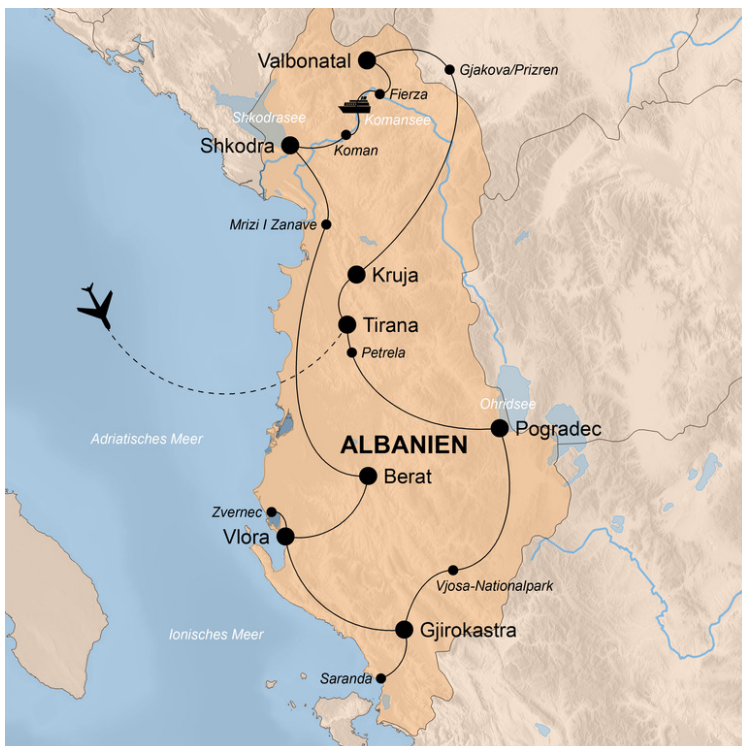 Valbonatal
Gjakova/Prizren
Fierza
Shkodrasee
Komansee
Shkodra
Koman
Mrizi I Zanave
Kruja
Tirana
Petrela
Ohridsee
Pogradec
Adriatisches Meer
ALBANIEN
Berat
Zvernec
Vlora
Vjosa-Nationalpark
Gjirokastra
Ionisches Meer
Saranda